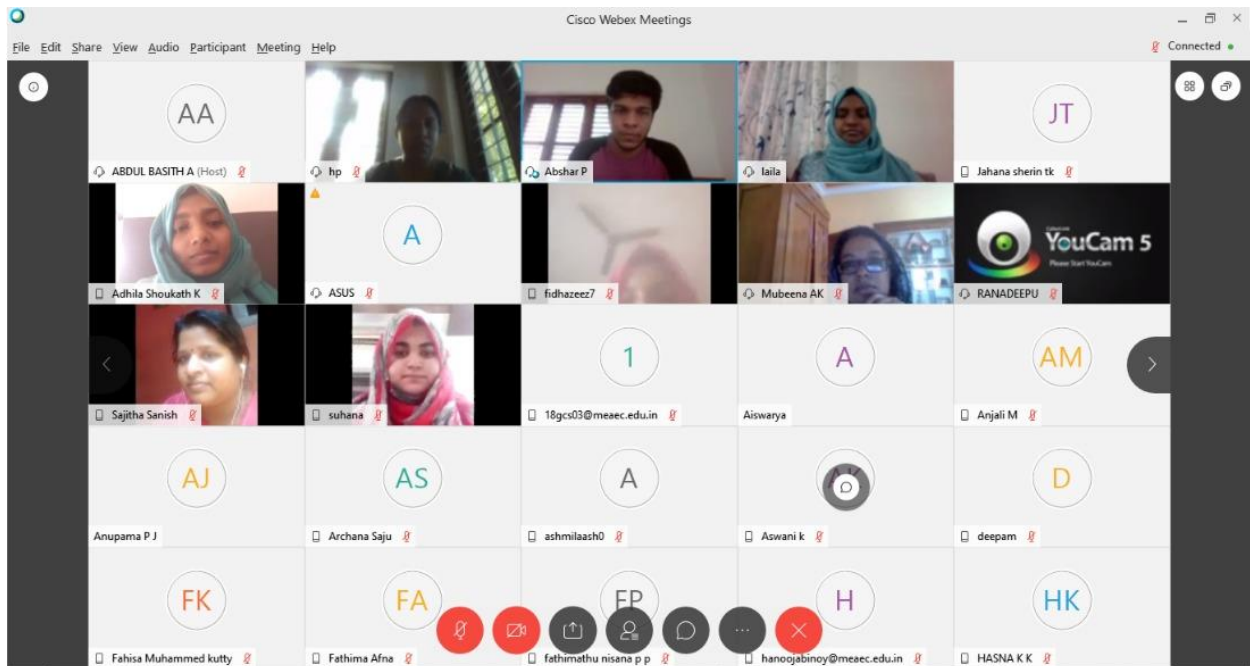 Cisco Webex Meetings
File Edit Share View Audio Participant Meeting Help
Connected
AA
JT
ABDUL BASITH A (Host)
hp
Abshar P
laila
Jahana sherin tk
A
YouCam 5
Please Start YouCam
Adhila Shoukath K
ASUS
fidhazeez7
Mubeena AK
RANADEEPU
1
A
AM
Sajitha Sanish
suhana
18gcs03@meaec.edu.in
Aiswarya
Anjali M
AJ
AS
A
D
Anupama P J
Archana Saju
ashmilaash0
Aswani k
deepam
FK
FA
FP
H
HK
Fahisa Muhammed kutty
Fathima Afna
fathimathu nisana p p
hanoojabinoy@meaec.edu.in
HASNA K K